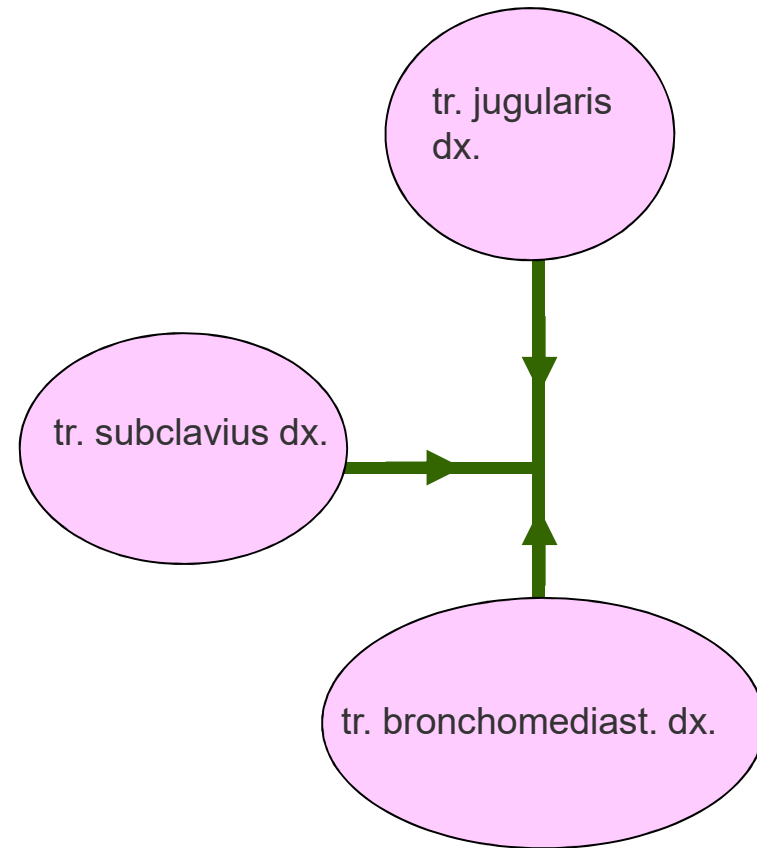 tr. jugularis
dx.
tr. subclavius dx.
tr. bronchomediast. dx.